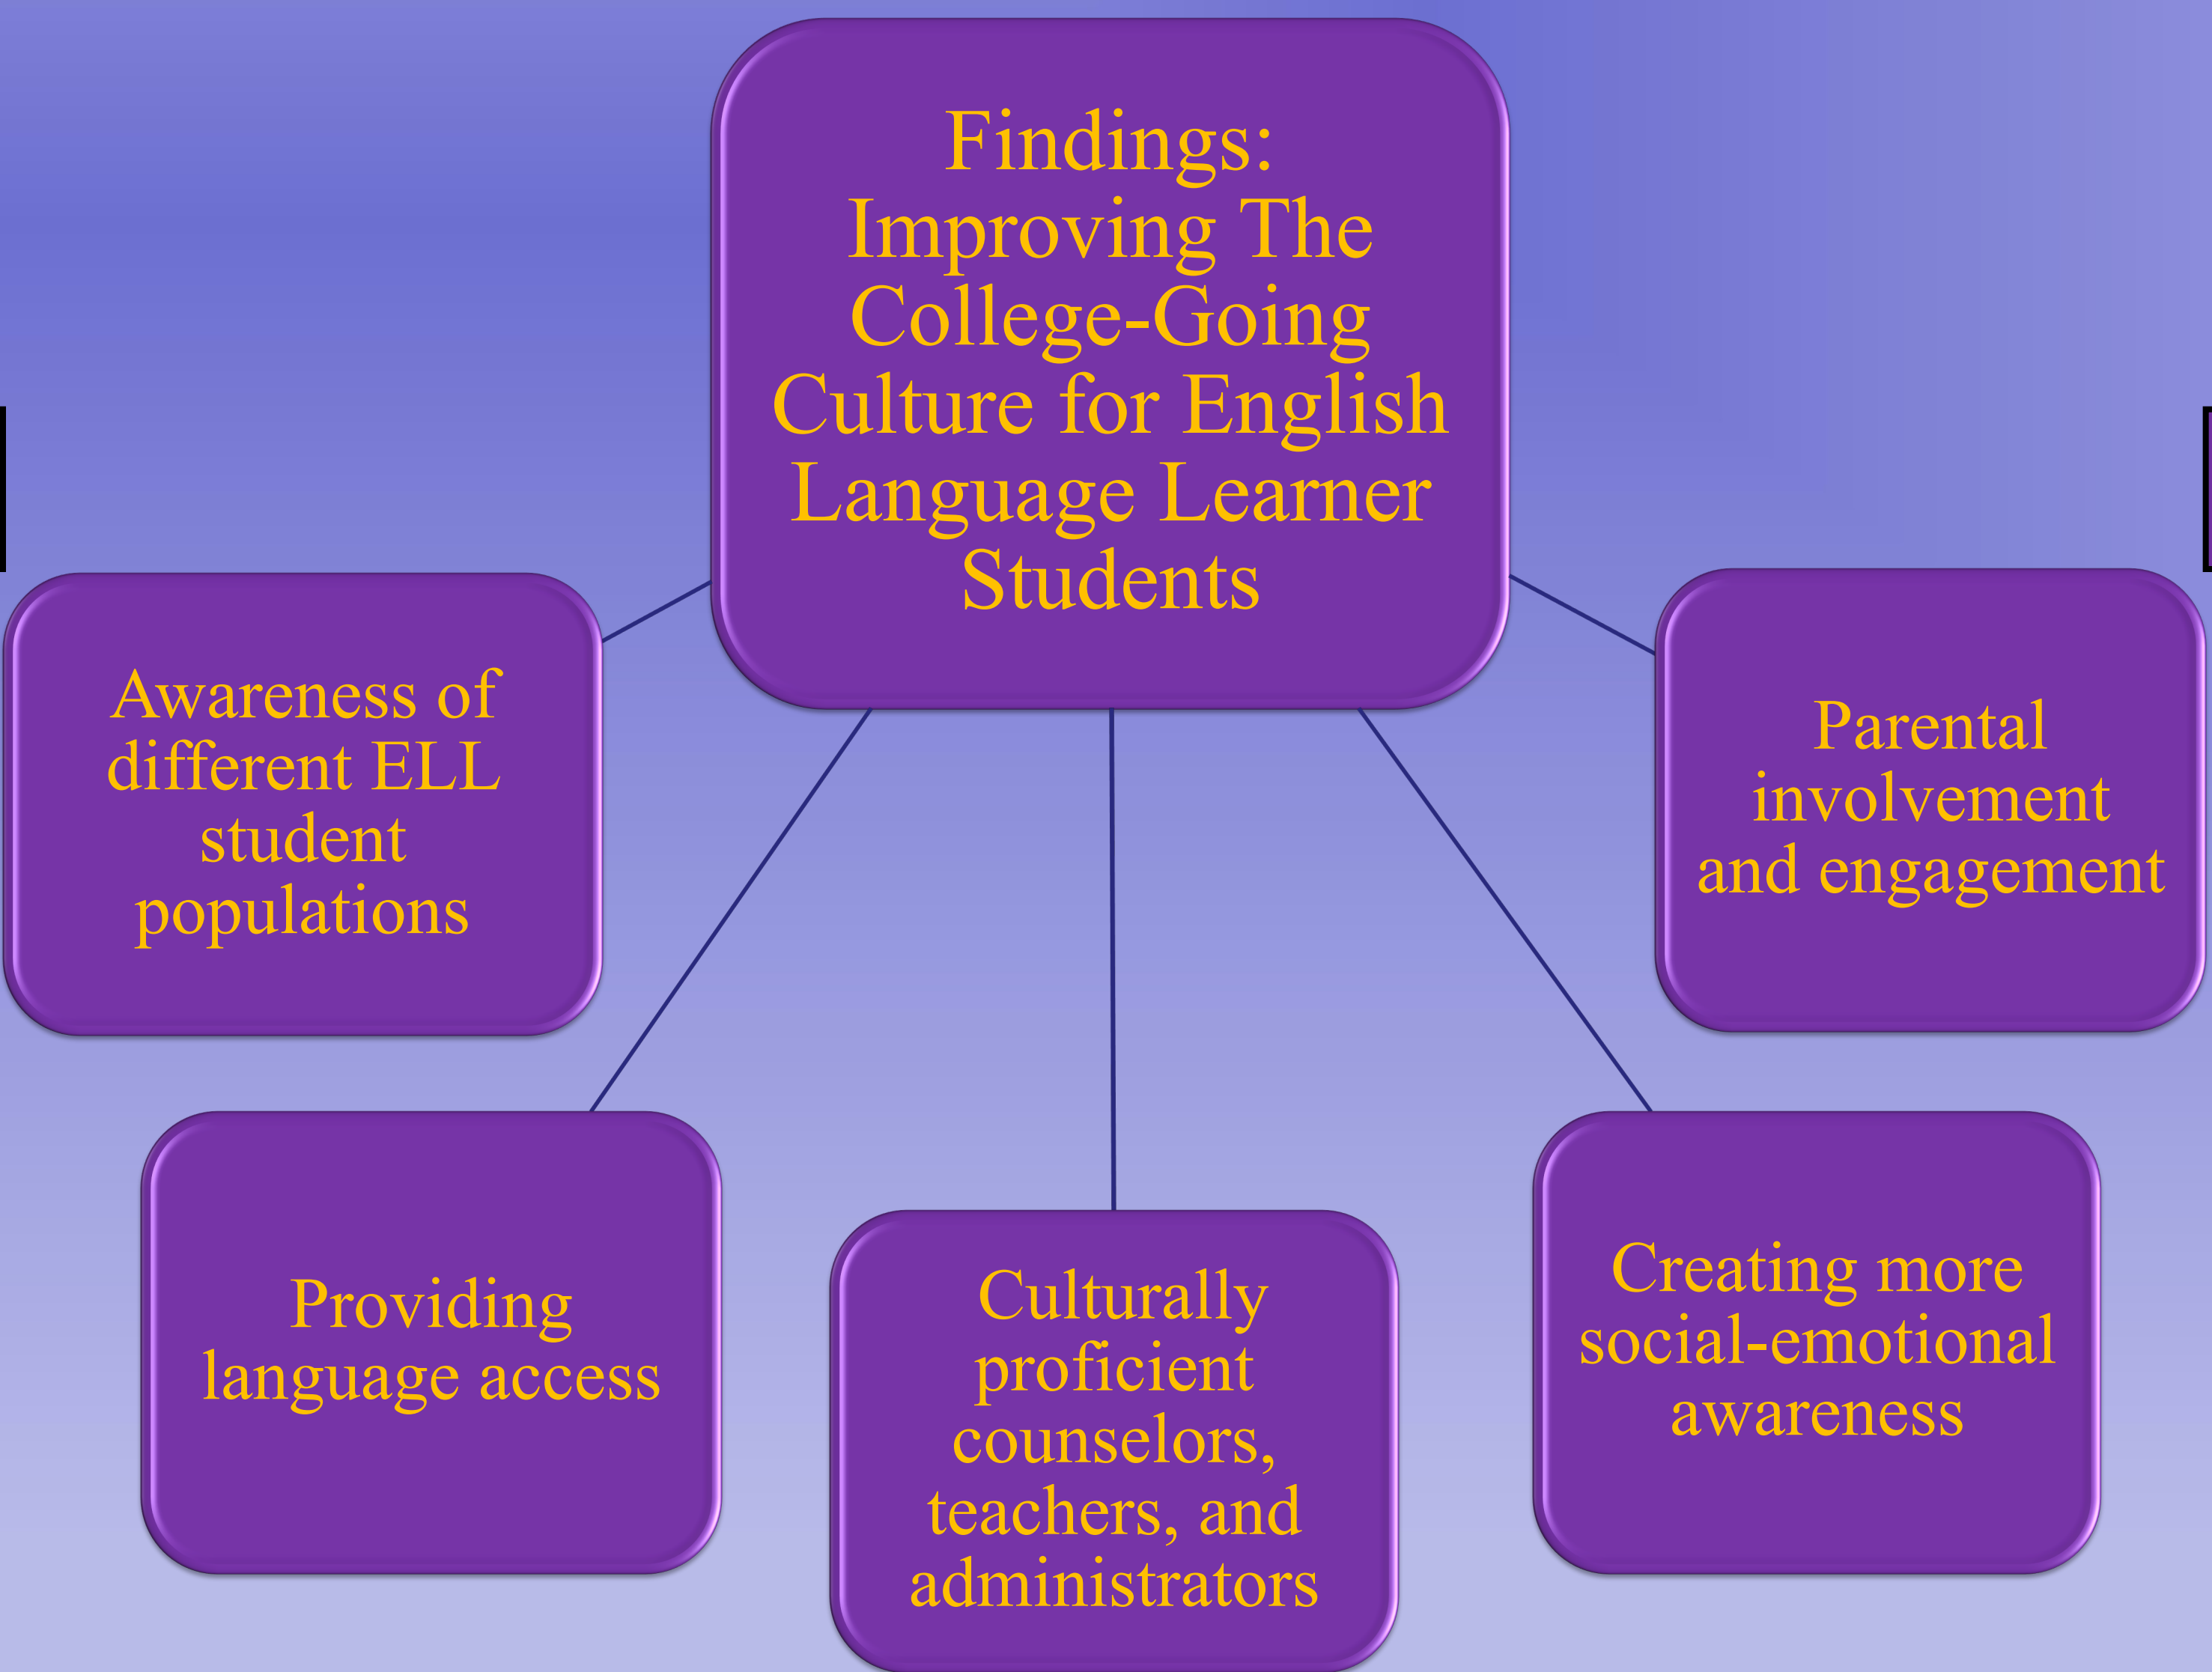 Findings:
Improving The
College-Going
Culture for English
Language Learner
Students
Awareness of
different ELL
student
populations
Providing
language access
Culturally
proficient
counselors,
teachers, and
administrators
Creating more
social-emotional
awareness
Parental
involvement
and engagement